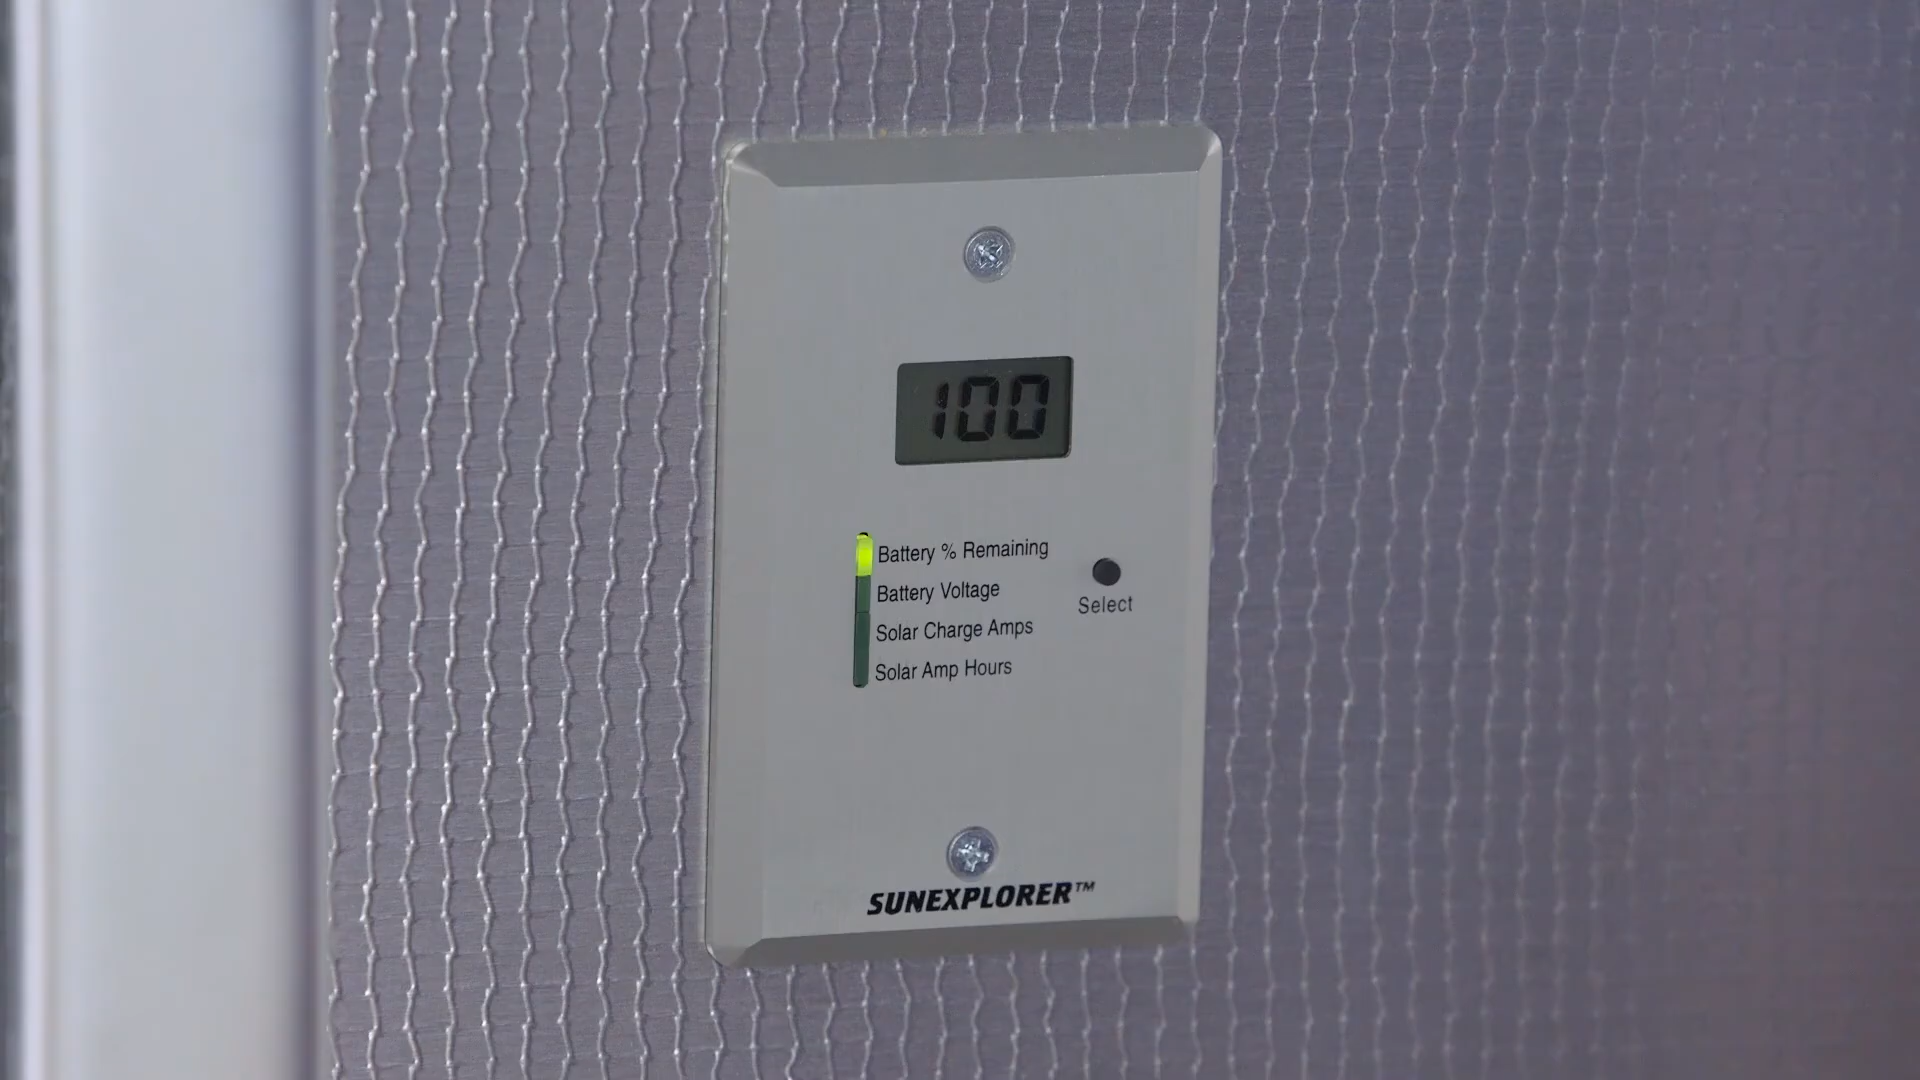 100
Battery % Remaining
Battery Voltage
Select
Solar Charge Amps
Solar Amp Hours
SUNEXPLORER™